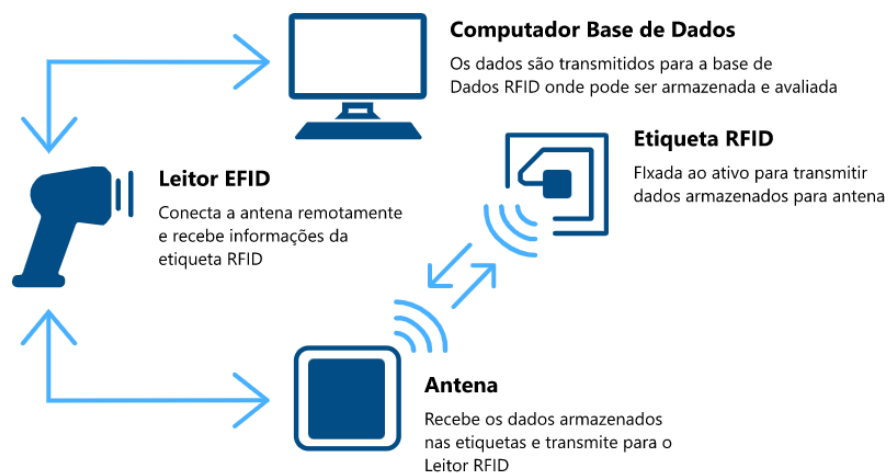 Computador Base de Dados
Os dados são transmitidos para a base de
Dados RFID onde pode ser armazenada e avaliada
Etiqueta RFID
FIxada ao ativo para transmitir
dados armazenados para antena
Leitor EFID
Conecta a antena remotamente
e recebe informações da
etiqueta RFID
Antena
Recebe os dados armazenados
nas etiquetas e transmite para o
Leitor RFID